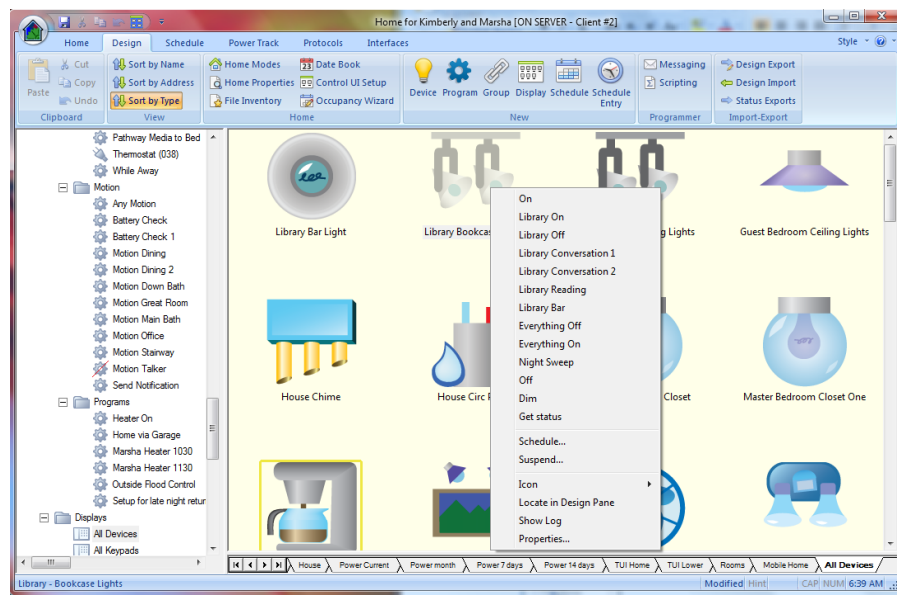 Home for Kimberly and Marsha [ON SERVER - Client #2]
Home Design Schedule Power Track Protocols Interfaces Style
Paste
Cut
Copy
Undo
Clipboard
Sort by Name
Sort by Address
Sort by Type
View
Home Modes
Home Properties
File Inventory
23 Date Book
Control UI Setup
Occupancy Wizard
Home
Device Program Group Display Schedule Schedule
Entry
New
Messaging
Scripting
Programmer
Design Export
Design Import
Status Exports
Import-Export
Pathway Media to Bed
Thermostat (038)
While Away
Motion
Any Motion
Battery Check
Battery Check 1
Motion Dining
Motion Dining 2
Motion Down Bath
Motion Great Room
Motion Main Bath
Motion Office
Motion Stairway
Motion Talker
Send Notification
Programs
Heater On
Home via Garage
Marsha Heater 1030
Marsha Heater 1130
Outside Flood Control
Setup for late night retur
Displays
All Devices
All Keypads
Library Bar Light
Library Bookcas
g Lights
Guest Bedroom Ceiling Lights
House Chime
House Circ
Closet
Master Bedroom Closet One
On
Library On
Library Off
Library Conversation 1
Library Conversation 2
Library Reading
Library Bar
Everything Off
Everything On
Night Sweep
Off
Dim
Get status
Schedule...
Suspend...
Icon
Locate in Design Pane
Show Log
Properties...
House Power Current Power month Power 7 days Power 14 days TUI Home TUI Lower Rooms Mobile Home All Devices
Library - Bookcase Lights
Modified Hint CAP NUM 6:39 AM